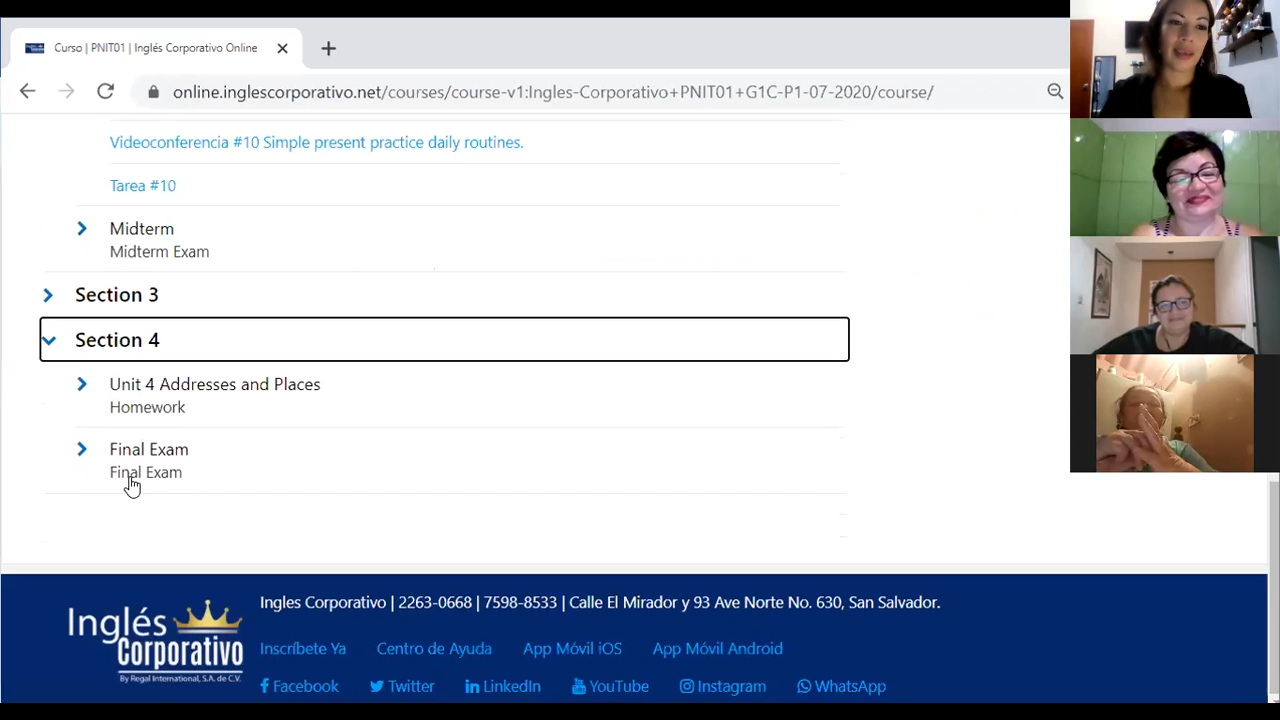 Curso | PNIT01 | Inglés Corporativo Online
online.inglescorporativo.net/courses/course-v1:Ingles-Corporativo+PNIT01+G1C-P1-07-2020/course/
Videoconferencia #10 Simple present practice daily routines.
Tarea #10
Midterm
Midterm Exam
Section 3
Section 4
Unit 4 Addresses and Places
Homework
Final Exam
Final Exam
Inglés Corporativo
By Regal International, S.A. de C.V.
Ingles Corporativo | 2263-0668 | 7598-8533 | Calle El Mirador y 93 Ave Norte No. 630, San Salvador.
Inscríbete Ya Centro de Ayuda App Móvil iOS App Móvil Android
Facebook Twitter LinkedIn YouTube Instagram WhatsApp